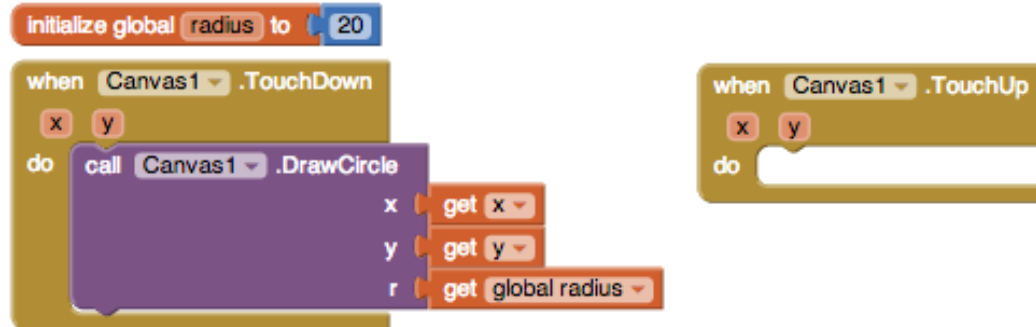 initialize global radius to 20
when Canvas1 .TouchDown
x y
do call Canvas1 .DrawCircle
x get x
y get y
r get global radius
when Canvas1 .TouchUp
x y
do